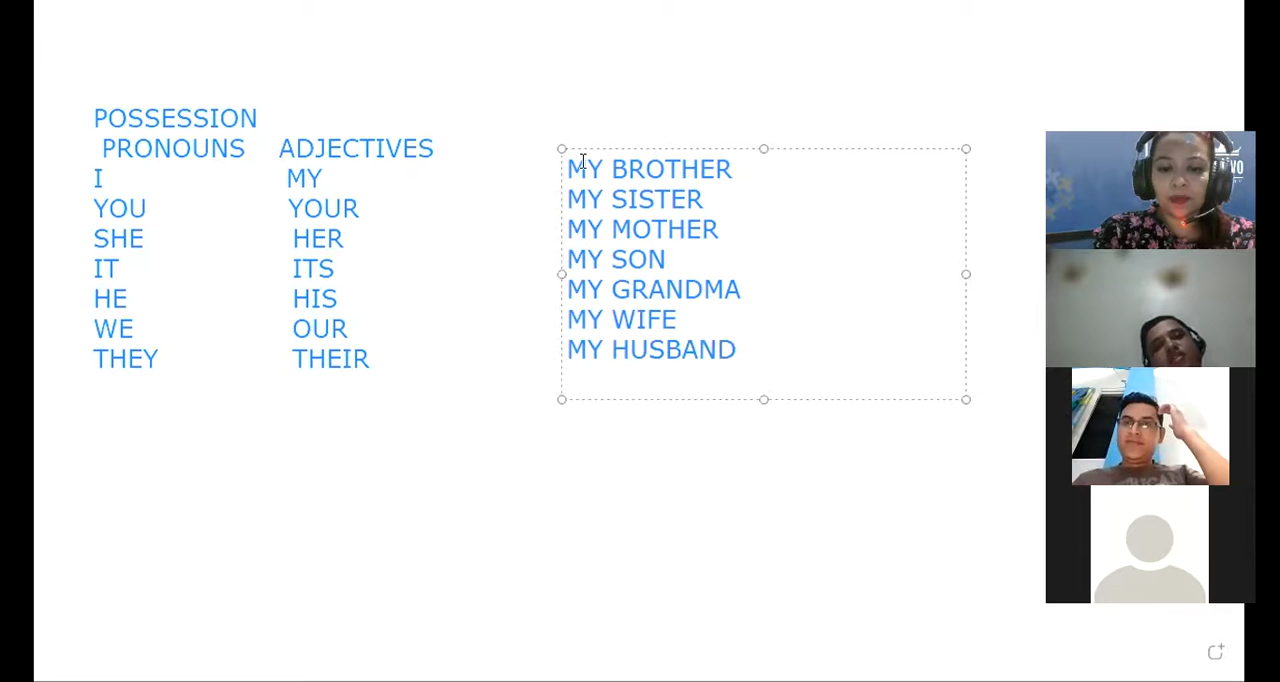 POSSESSION
PRONOUNS ADJECTIVES
I MY
YOU YOUR
SHE HER
IT ITS
HE HIS
WE OUR
THEY THEIR
MY BROTHER
MY SISTER
MY MOTHER
MY SON
MY GRANDMA
MY WIFE
MY HUSBAND